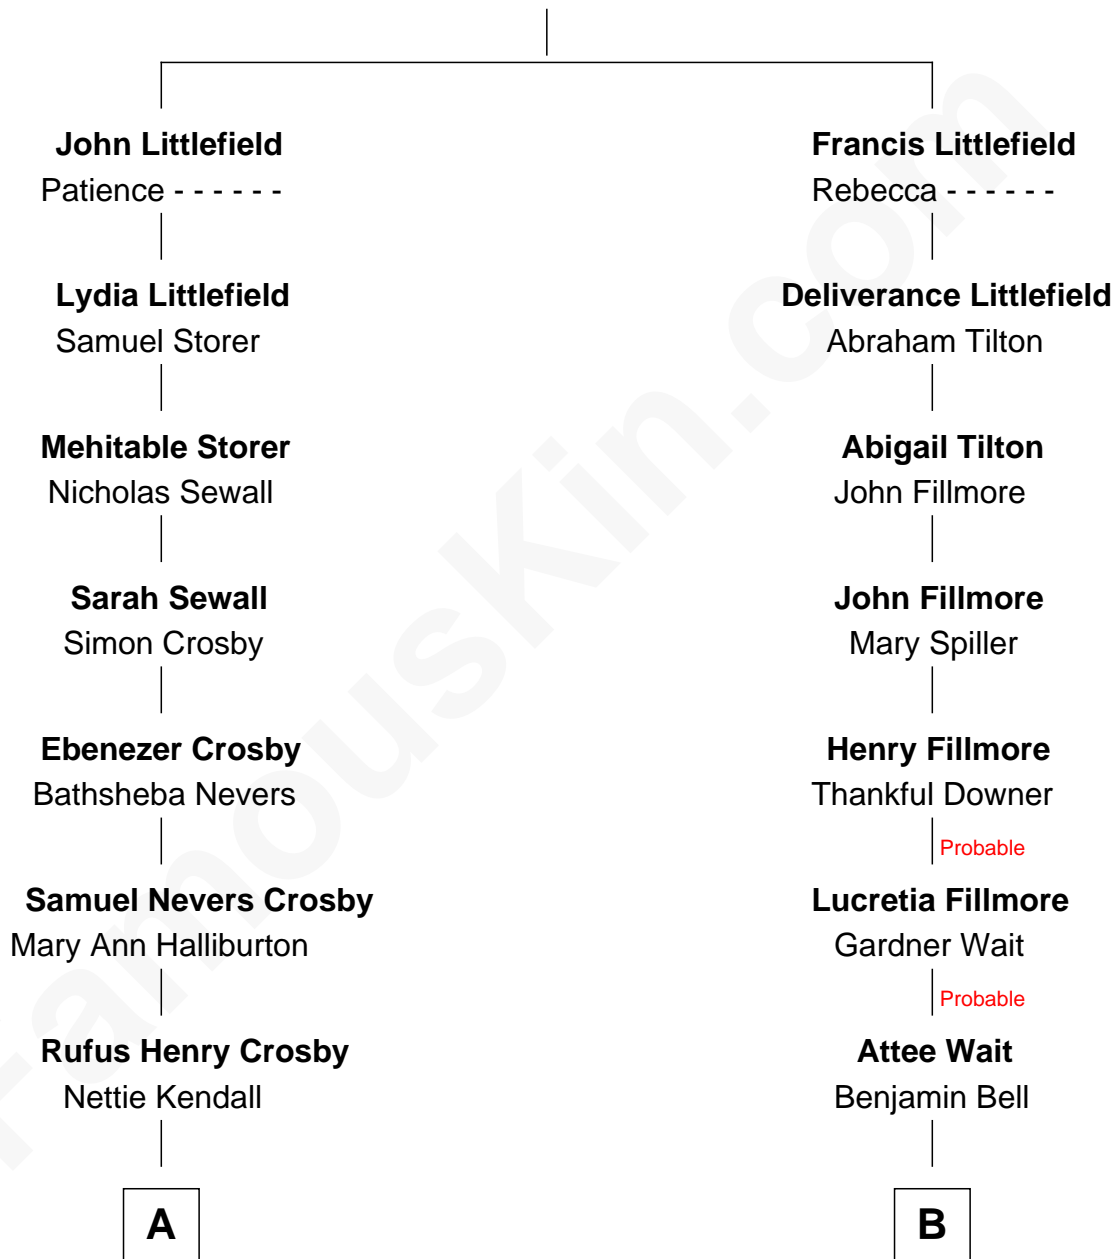 John Littlefield
Patience - - - - - -
Lydia Littlefield
Samuel Storer
Mehitable Storer
Nicholas Sewall
Sarah Sewall
Simon Crosby
Ebenezer Crosby
Bathsheba Nevers
Samuel Nevers Crosby
Mary Ann Halliburton
Rufus Henry Crosby
Nettie Kendall
A
Francis Littlefield
Rebecca - - - - - -
Deliverance Littlefield
Abraham Tilton
Abigail Tilton
John Fillmore
John Fillmore
Mary Spiller
Henry Fillmore
Thankful Downer
Probable
Lucretia Fillmore
Gardner Wait
Probable
Attee Wait
Benjamin Bell
B
FamousKin.com